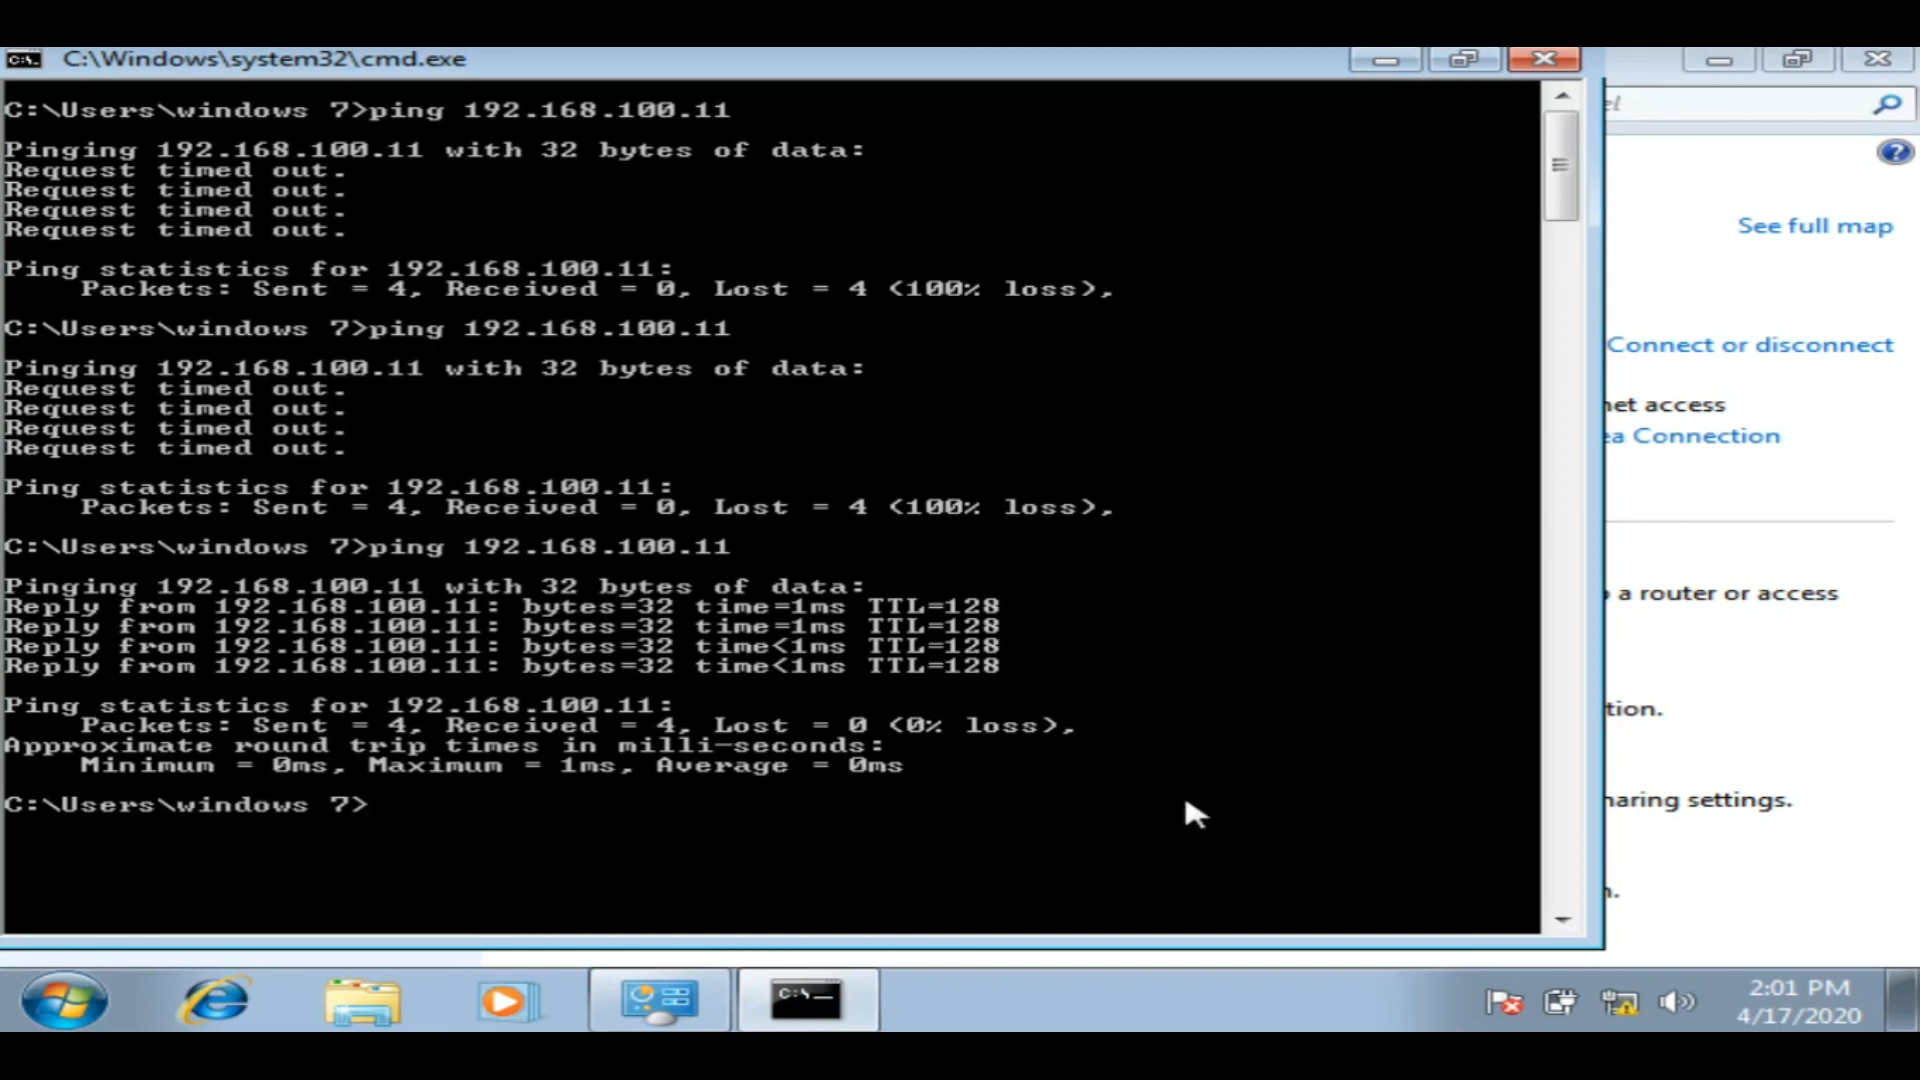 C:\Windows\system32\cmd.exe
C:\Users\windows 7>ping 192.168.100.11
Pinging 192.168.100.11 with 32 bytes of data:
Request timed out.
Request timed out.
Request timed out.
Request timed out.
Ping statistics for 192.168.100.11:
Packets: Sent = 4, Received = 0, Lost = 4 (100% loss),
C:\Users\windows 7>ping 192.168.100.11
Pinging 192.168.100.11 with 32 bytes of data:
Request timed out.
Request timed out.
Request timed out.
Request timed out.
Ping statistics for 192.168.100.11:
Packets: Sent = 4, Received = 0, Lost = 4 (100% loss),
C:\Users\windows 7>ping 192.168.100.11
Pinging 192.168.100.11 with 32 bytes of data:
Reply from 192.168.100.11: bytes=32 time=1ms TTL=128
Reply from 192.168.100.11: bytes=32 time=1ms TTL=128
Reply from 192.168.100.11: bytes=32 time<1ms TTL=128
Reply from 192.168.100.11: bytes=32 time<1ms TTL=128
Ping statistics for 192.168.100.11:
Packets: Sent = 4, Received = 4, Lost = 0 (0% loss),
Approximate round trip times in milli-seconds:
Minimum = 0ms, Maximum = 1ms, Average = 0ms
C:\Users\windows 7>
el
See full map
Connect or disconnect
net access
ea Connection
a router or access
tion.
haring settings.
C:\_
2:01 PM
4/17/2020